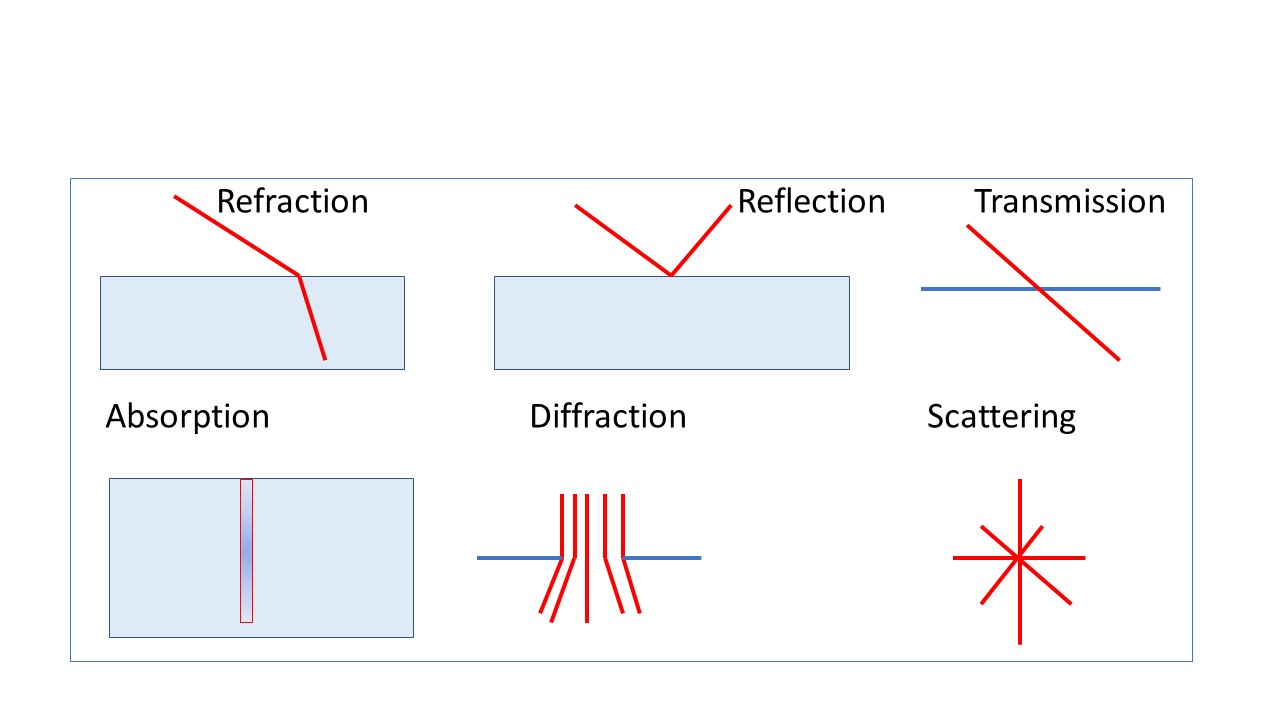 Refraction
Reflection
Transmission
Absorption
Diffraction
Scattering